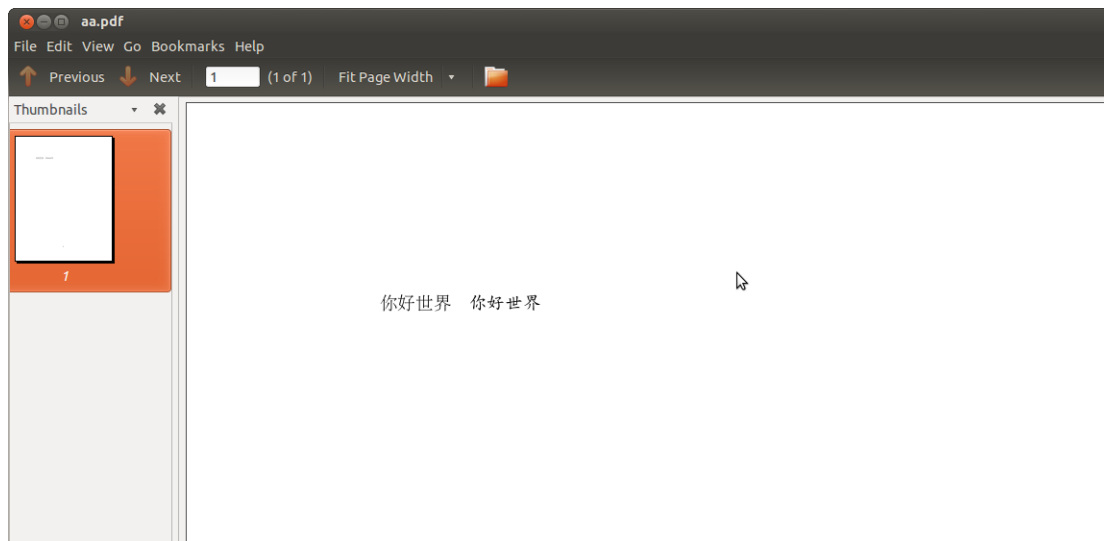 aa.pdf
File Edit View Go Bookmarks Help
Previous Next 1 (1 of 1) Fit Page Width
Thumbnails
1
你好世界 你好世界